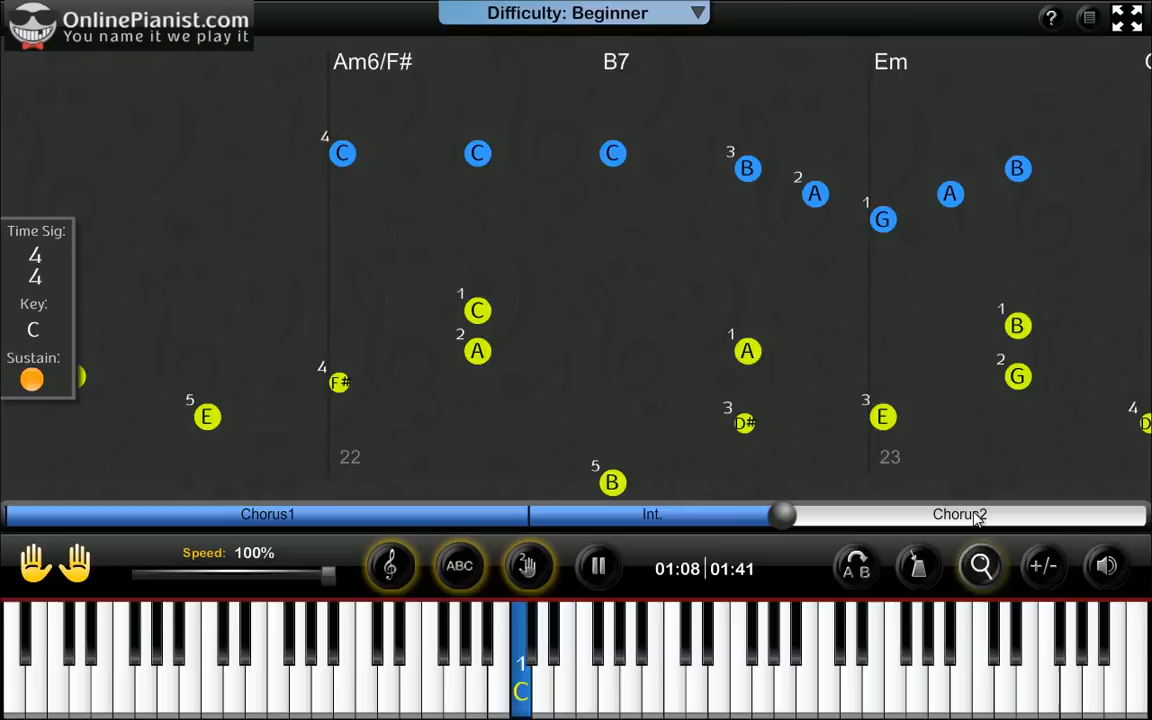 OnlinePianist.com
You name it we play it
Difficulty: Beginner
?
Am6/F#
B7
Em
4 C C C 3 B 2 A 1 G A B
Time Sig:
4
4
Key:
C
Sustain:
1 C 1 B
2 A 1 A 2 G
4 F#
5 E 3 D# 3 E 4
22 23
5 B
Chorus1
Int.
Chorus2
Speed: 100%
ABC
2
01:08 | 01:41
A B
+/-
1
C